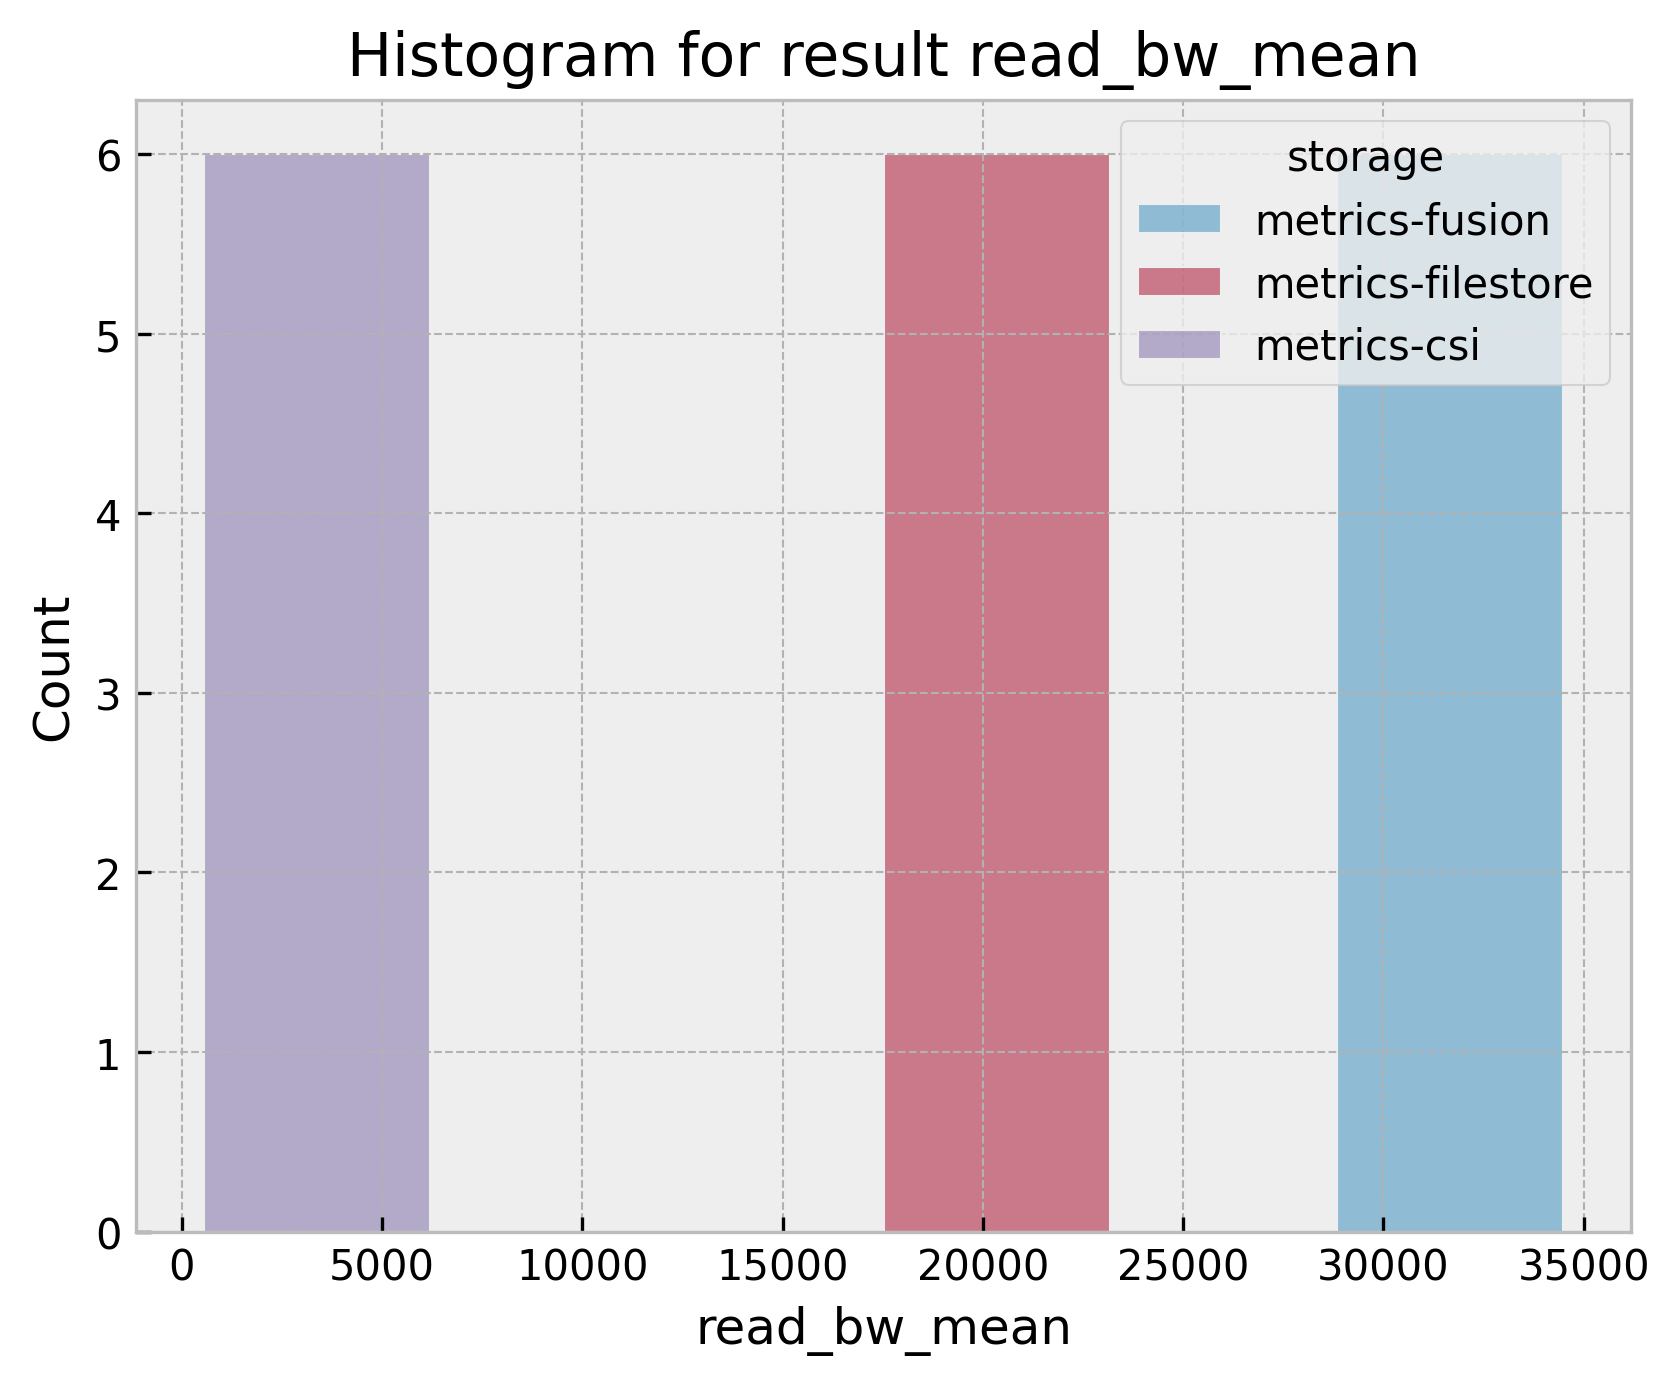 Histogram for result read_bw_mean
storage
metrics-fusion
metrics-filestore
metrics-csi
6
5
4
3
2
1
0
Count
0 5000 10000 15000 20000 25000 30000 35000
read_bw_mean